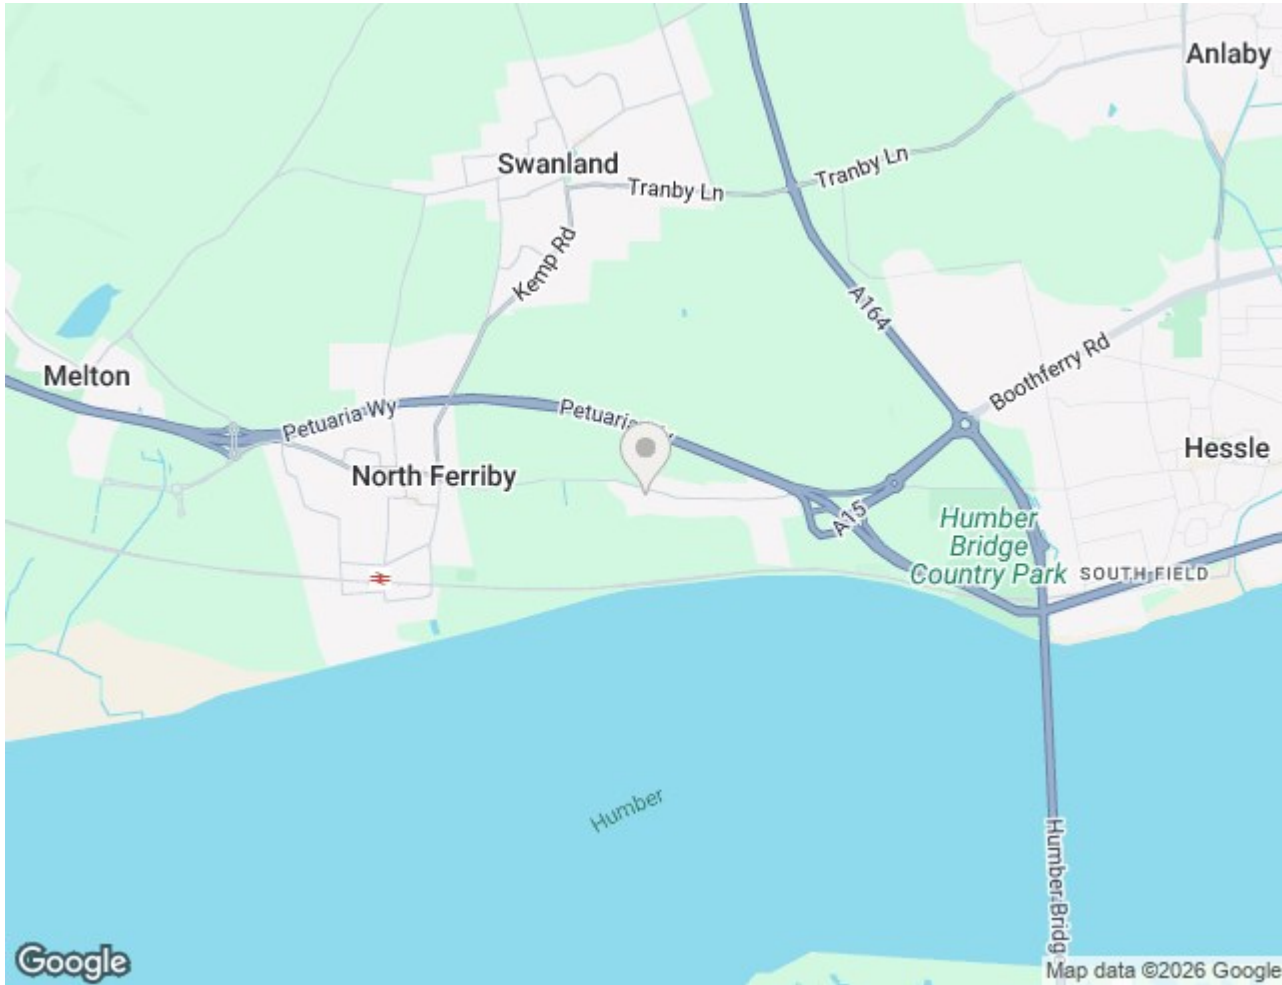 Anlaby
Swanland
Tranby Ln
Tranby Ln
Kemp Rd
A164
Boothferry Rd
Melton
Petuaria Wy
Petuaria
Hessle
North Ferriby
A15
Humber
Bridge
Country Park
SOUTH FIELD
Humber
Humber Bridge
Google
Map data ©2026 Google